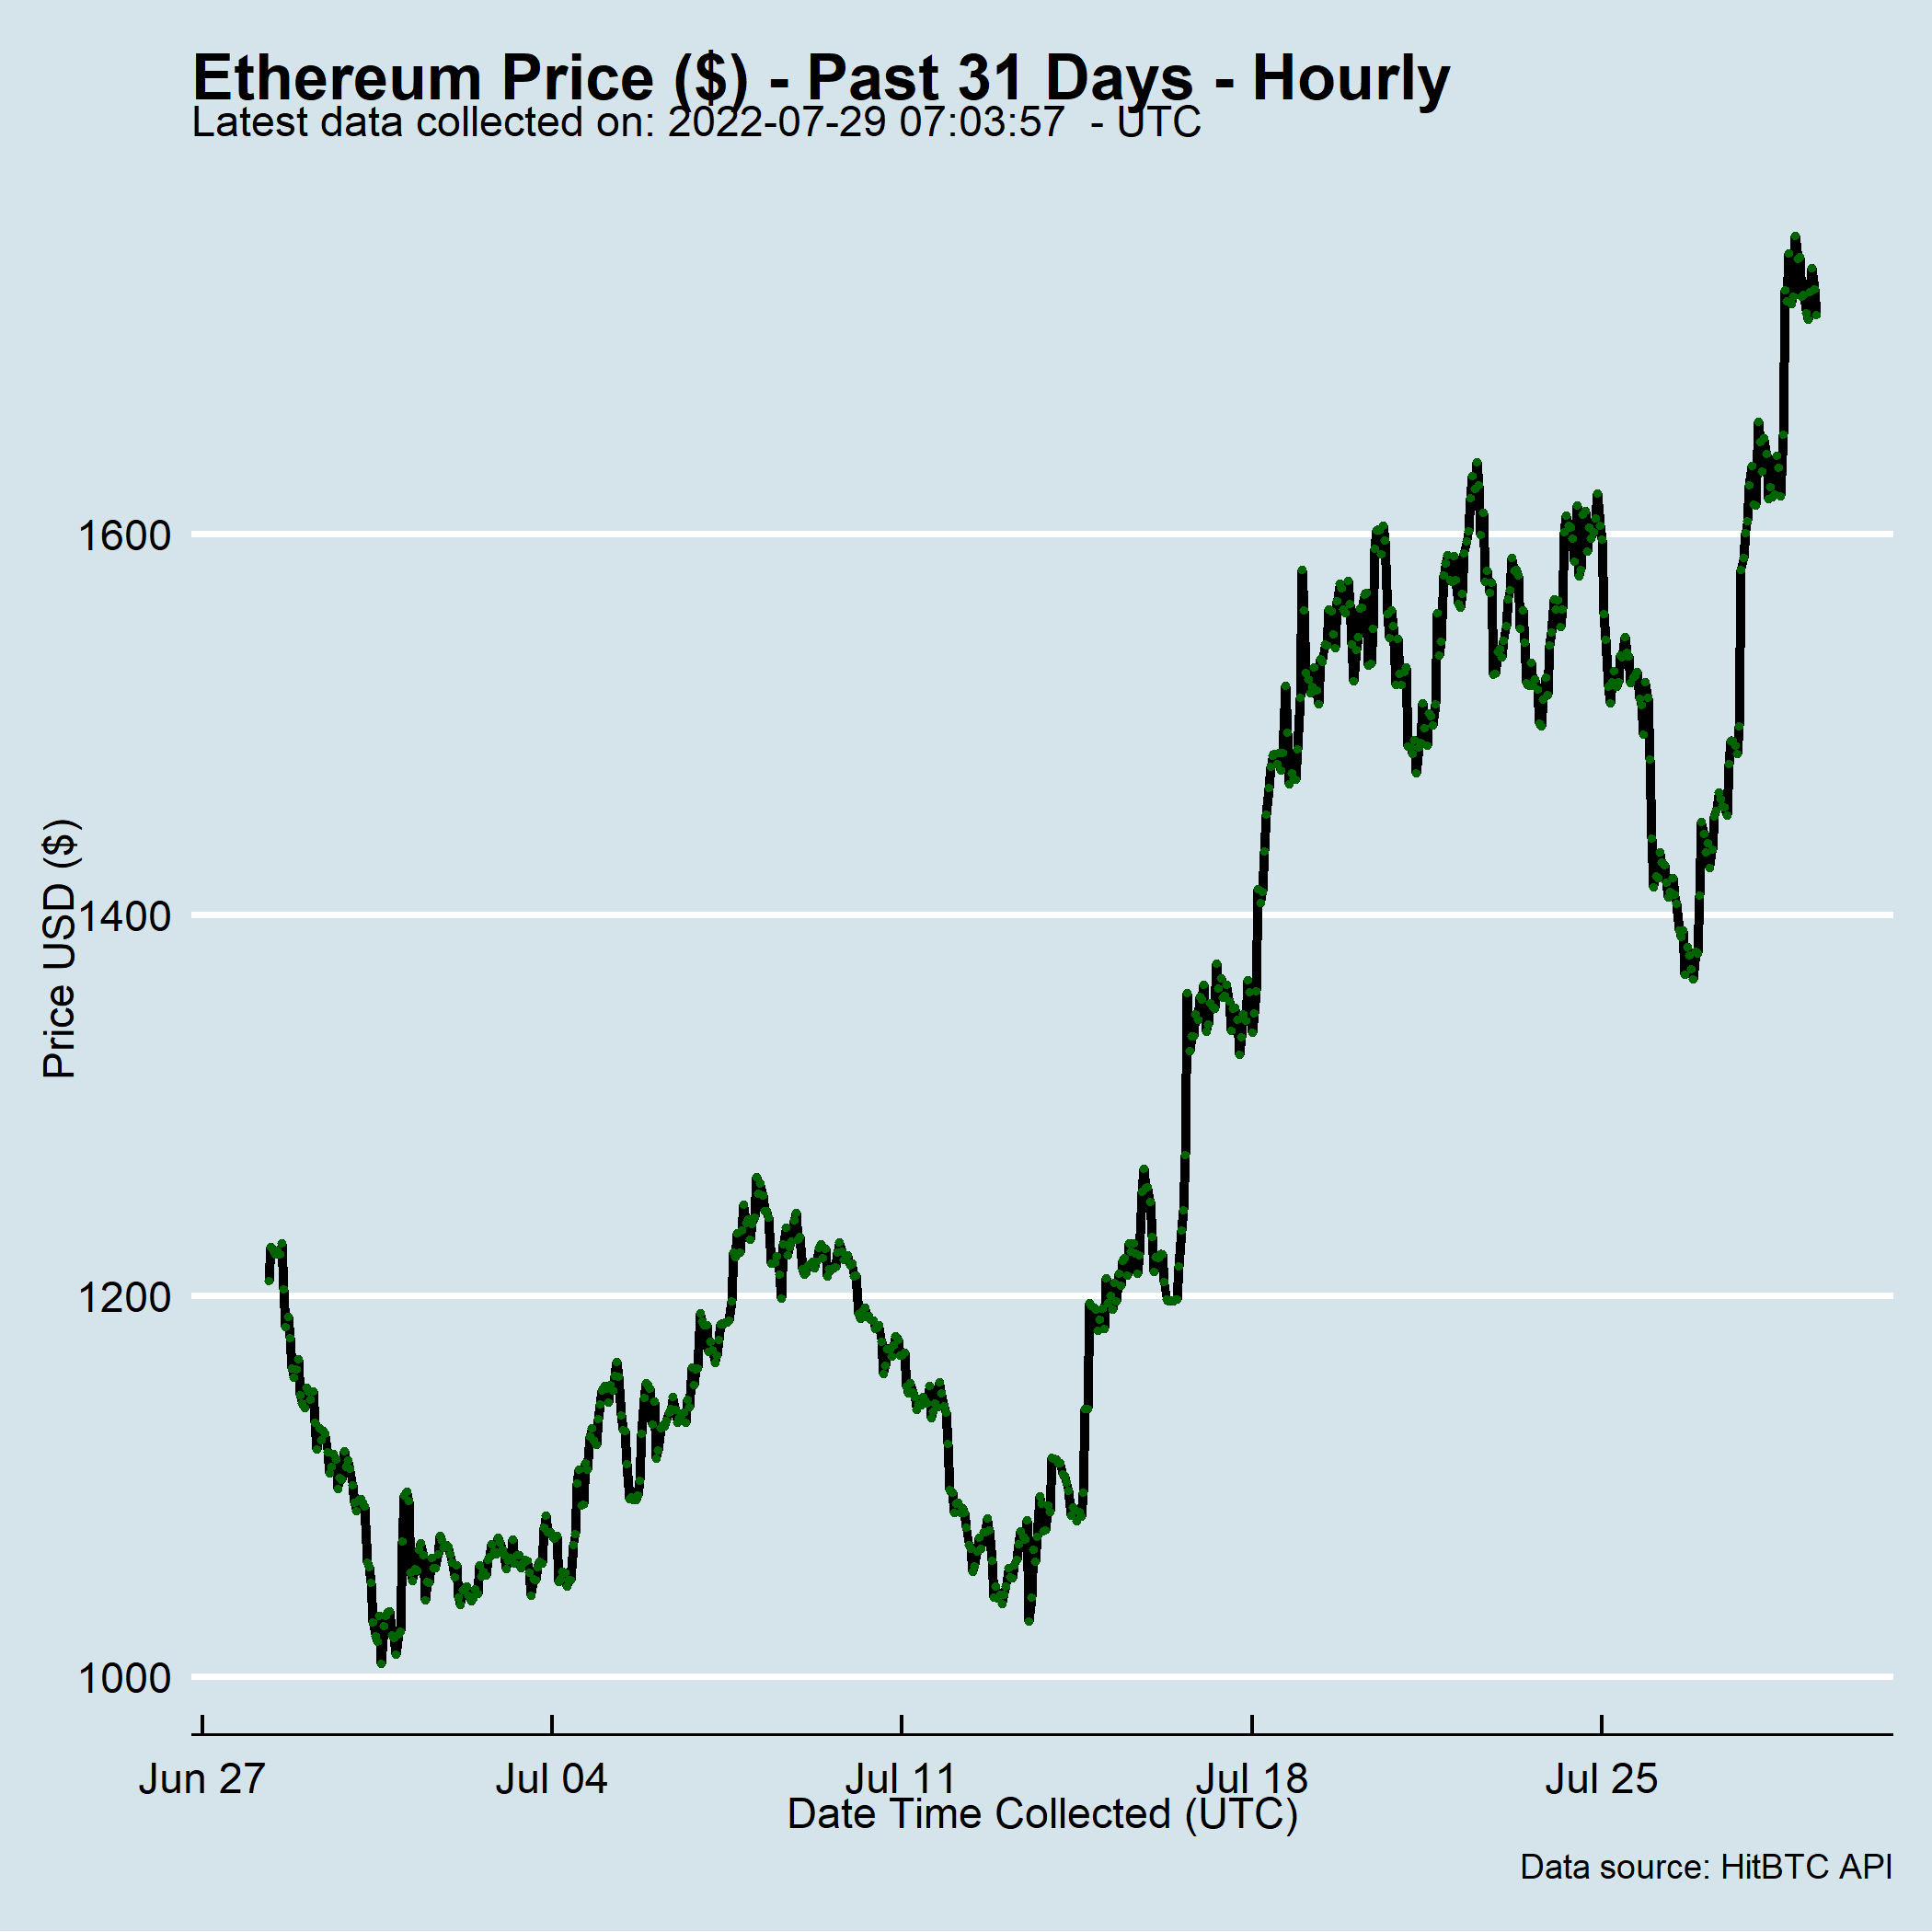 Ethereum Price ($) - Past 31 Days - Hourly
Latest data collected on: 2022-07-29 07:03:57  - UTC
Price USD ($)
1600
1400
1200
1000
Jun 27
Jul 04
Jul 11
Jul 18
Jul 25
Date Time Collected (UTC)
Data source: HitBTC API